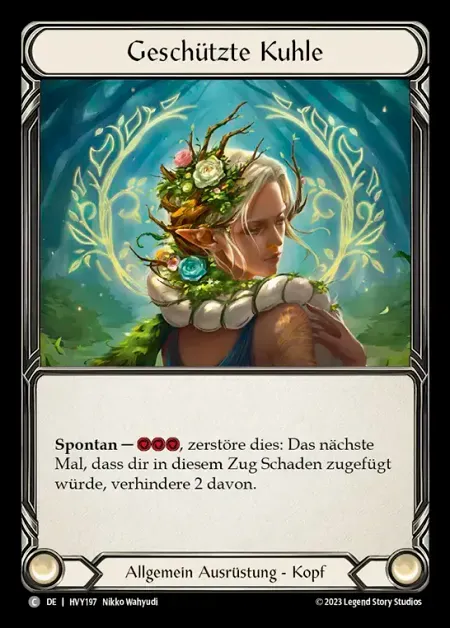 Geschützte Kuhle
Spontan — , zerstöre dies: Das nächste
Mal, dass dir in diesem Zug Schaden zugefügt
würde, verhindere 2 davon.
Allgemein Ausrüstung - Kopf
C DE | HVY197 Nikko Wahyudi © 2023 Legend Story Studios